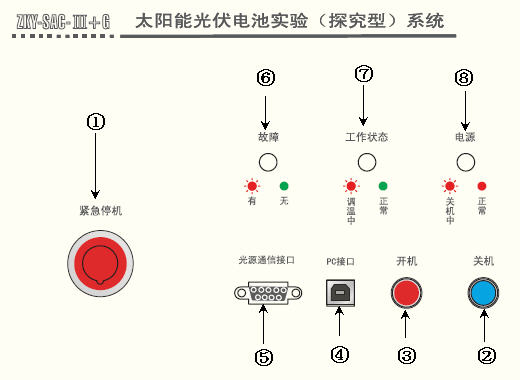 ZKY-SAC-III+G 太阳能光伏电池实验（探究型）系统
⑥ ⑦ ⑧
①
故障 工作状态 电源
有 无 调温中 正常 关机中 正常
紧急停机
光源通信接口 PC接口 开机 关机
⑤ ④ ③ ②